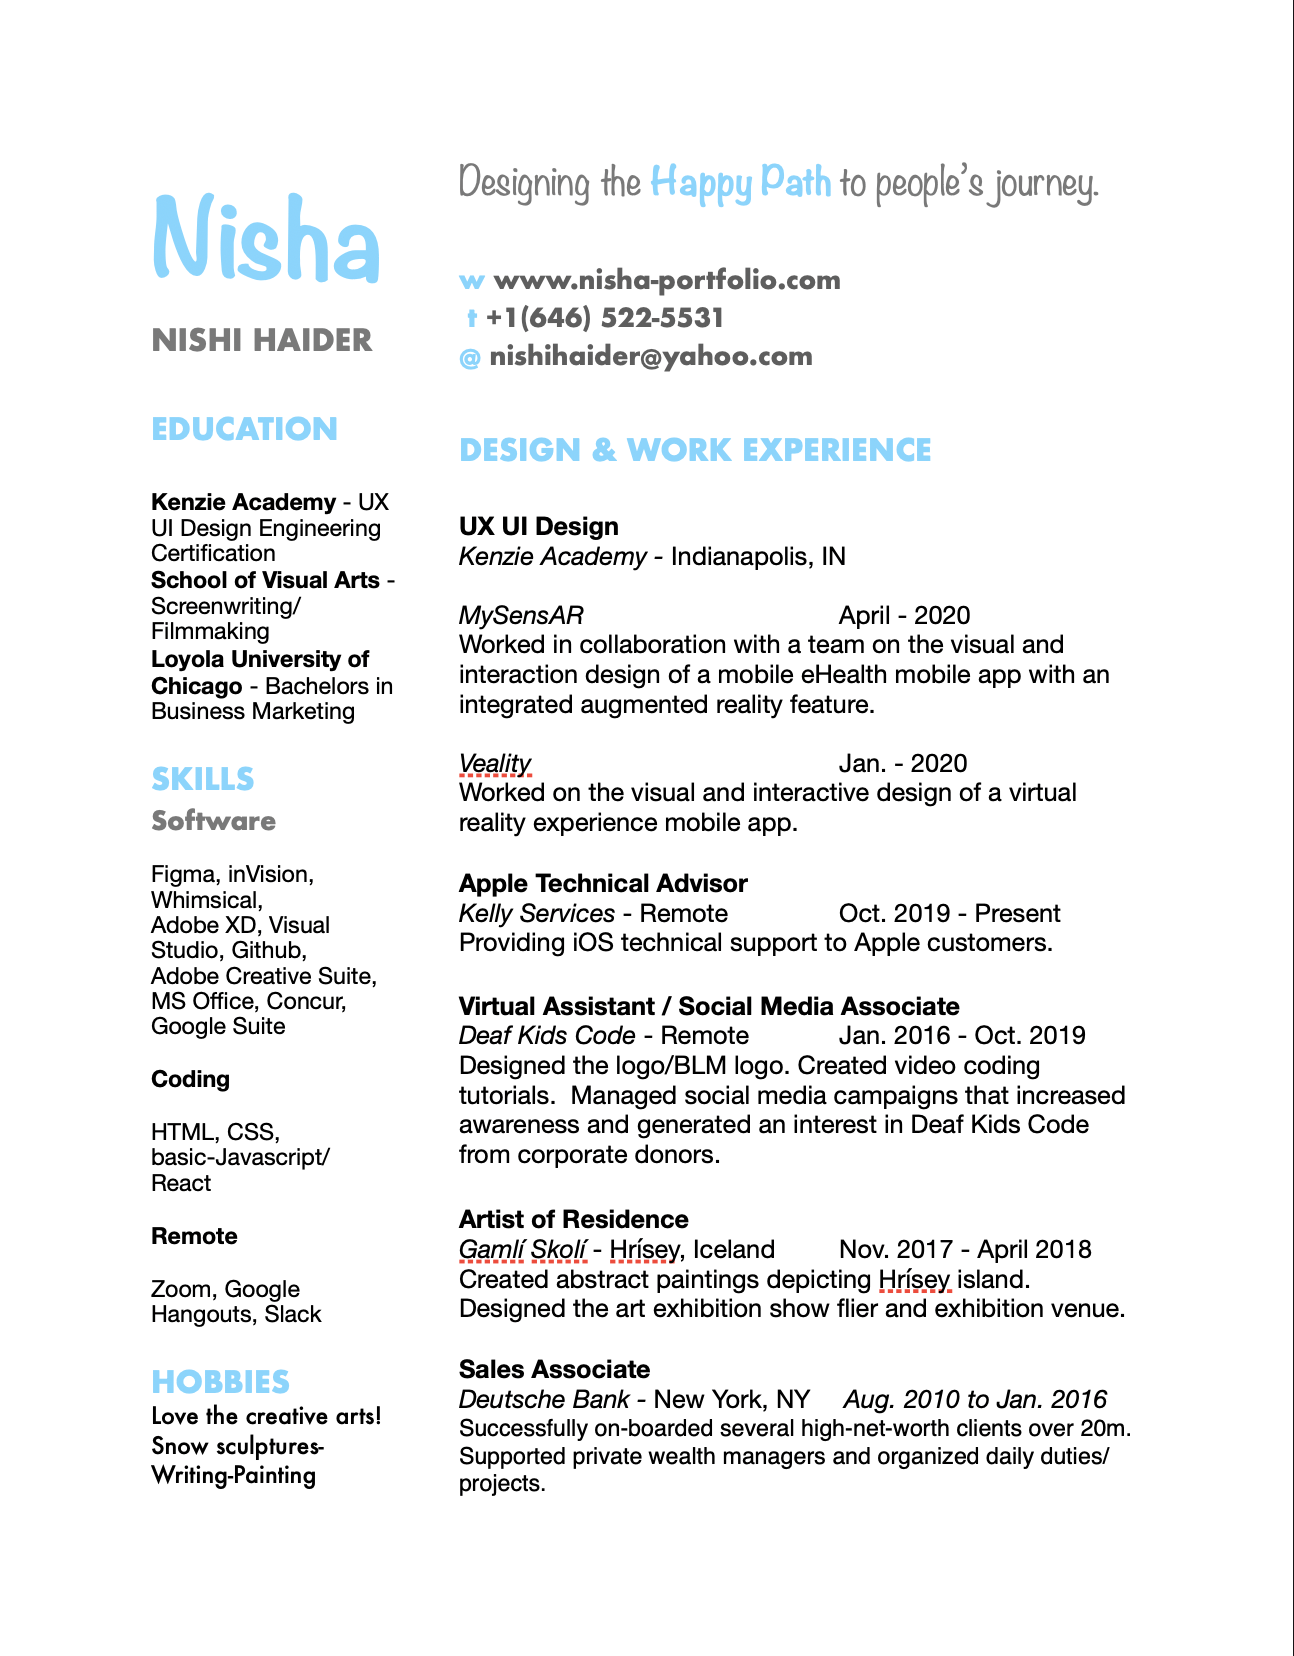 Nisha
NISHI HAIDER
Designing the Happy Path to people's journey.
w www.nisha-portfolio.com
t +1(646) 522-5531
@ nishihaider@yahoo.com
EDUCATION
Kenzie Academy - UX
UI Design Engineering
Certification
School of Visual Arts -
Screenwriting/
Filmmaking
Loyola University of
Chicago - Bachelors in
Business Marketing
SKILLS
Software
Figma, inVision,
Whimsical,
Adobe XD, Visual
Studio, Github,
Adobe Creative Suite,
MS Office, Concur,
Google Suite
Coding
HTML, CSS,
basic-Javascript/
React
Remote
Zoom, Google
Hangouts, Slack
HOBBIES
Love the creative arts!
Snow sculptures-
Writing-Painting
DESIGN & WORK EXPERIENCE
UX UI Design
Kenzie Academy - Indianapolis, IN
MySensAR April - 2020
Worked in collaboration with a team on the visual and
interaction design of a mobile eHealth mobile app with an
integrated augmented reality feature.
Veality Jan. - 2020
Worked on the visual and interactive design of a virtual
reality experience mobile app.
Apple Technical Advisor
Kelly Services - Remote Oct. 2019 - Present
Providing iOS technical support to Apple customers.
Virtual Assistant / Social Media Associate
Deaf Kids Code - Remote Jan. 2016 - Oct. 2019
Designed the logo/BLM logo. Created video coding
tutorials.  Managed social media campaigns that increased
awareness and generated an interest in Deaf Kids Code
from corporate donors.
Artist of Residence
Gamlí Skolí - Hrísey, Iceland Nov. 2017 - April 2018
Created abstract paintings depicting Hrísey island.
Designed the art exhibition show flier and exhibition venue.
Sales Associate
Deutsche Bank - New York, NY Aug. 2010 to Jan. 2016
Successfully on-boarded several high-net-worth clients over 20m.
Supported private wealth managers and organized daily duties/
projects.